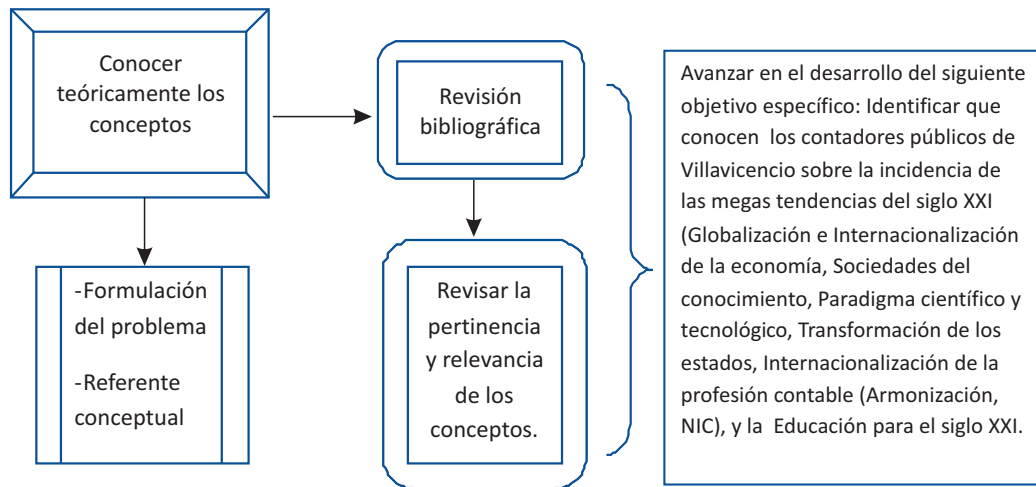 Conocer
teóricamente los
conceptos
Revisión
bibliográfica
-Formulación
del problema
-Referente
conceptual
Revisar la
pertinencia
y relevancia
de los
conceptos.
Avanzar en el desarrollo del siguiente
objetivo específico: Identificar que
conocen los contadores públicos de
Villavicencio sobre la incidencia de
las megas tendencias del siglo XXI
(Globalización e Internacionalización
de la economía, Sociedades del
conocimiento, Paradigma científico y
tecnológico, Transformación de los
estados, Internacionalización de la
profesión contable (Armonización,
NIC), y la Educación para el siglo XXI.